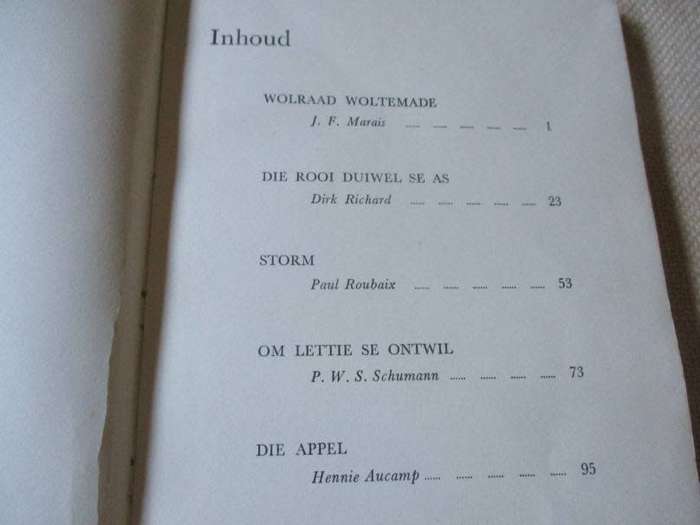 Inhoud
WOLRAAD WOLTEMADE
J. F. Marais ...... ...... ...... ...... ...... 1
DIE ROOI DUIWEL SE AS
Dirk Richard ...... ...... ...... ...... ...... 23
STORM
Paul Roubaix ...... ...... ...... ...... ...... 53
OM LETTIE SE ONTWIL
P. W. S. Schumann ...... ...... ...... ...... 73
DIE APPEL
Hennie Aucamp ...... ...... ...... ...... ...... 95